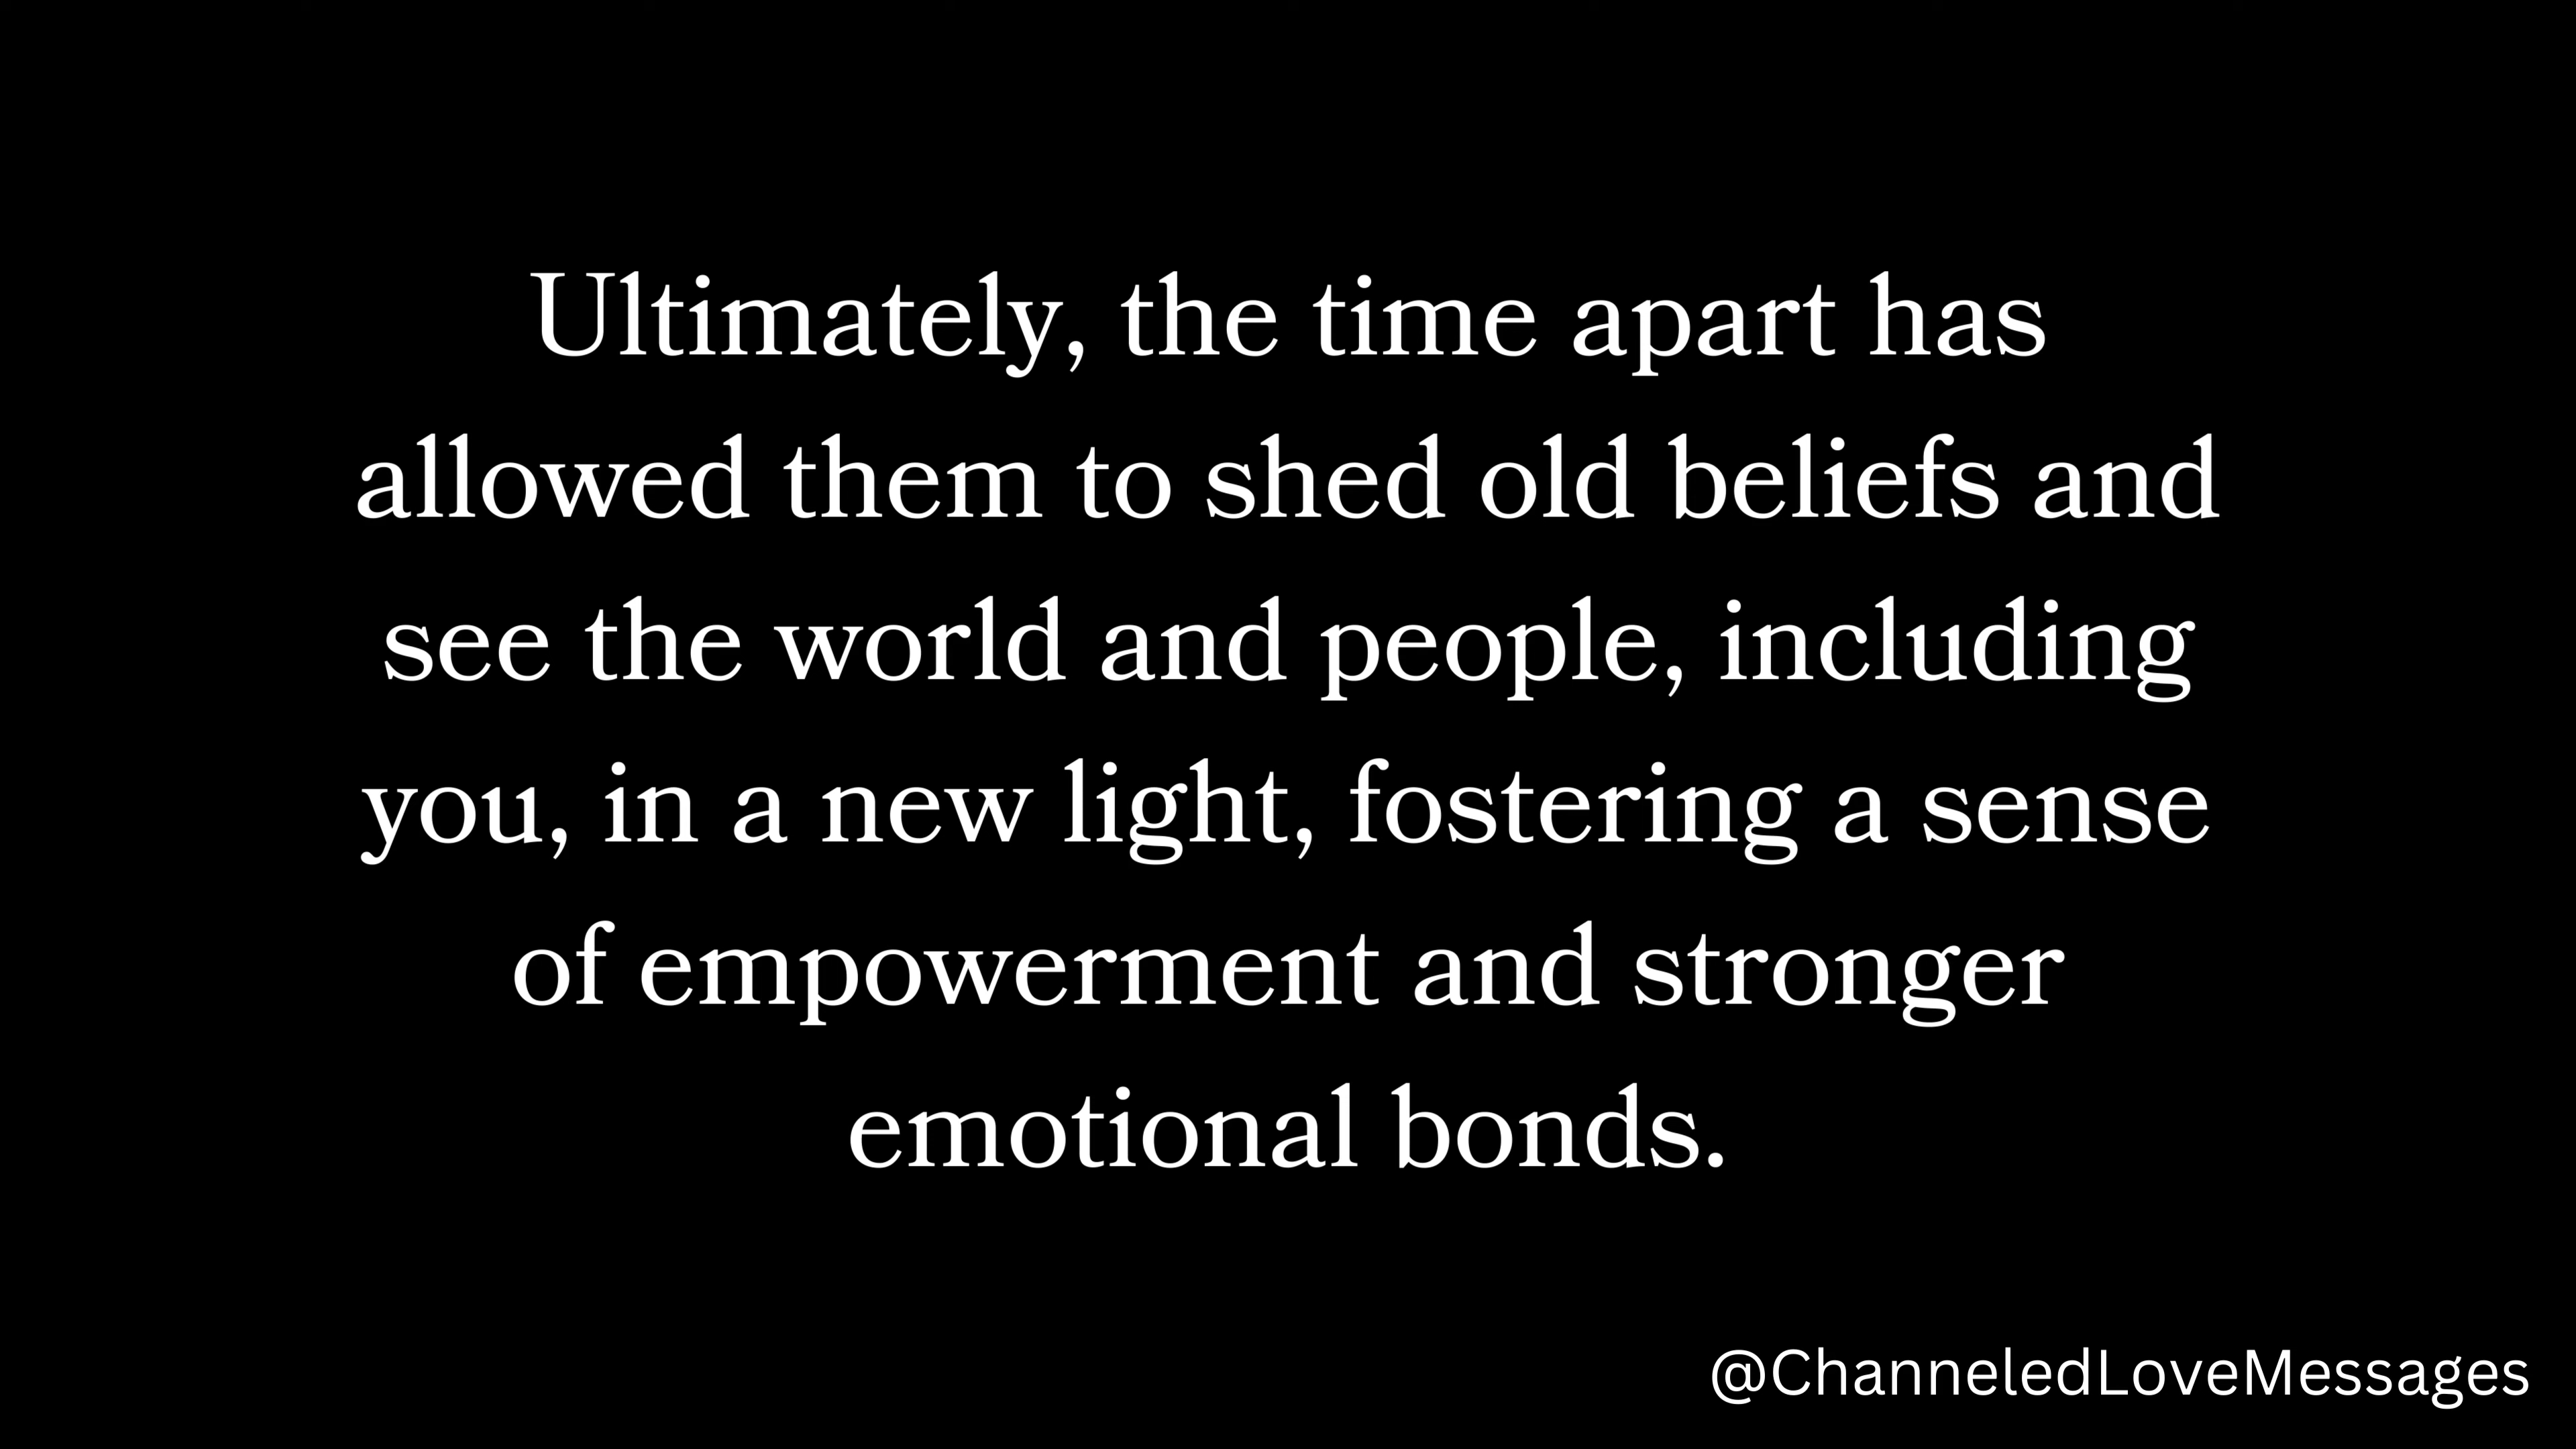 Ultimately, the time apart has
allowed them to shed old beliefs and
see the world and people, including
you, in a new light, fostering a sense
of empowerment and stronger
emotional bonds.
@ChanneledLoveMessages